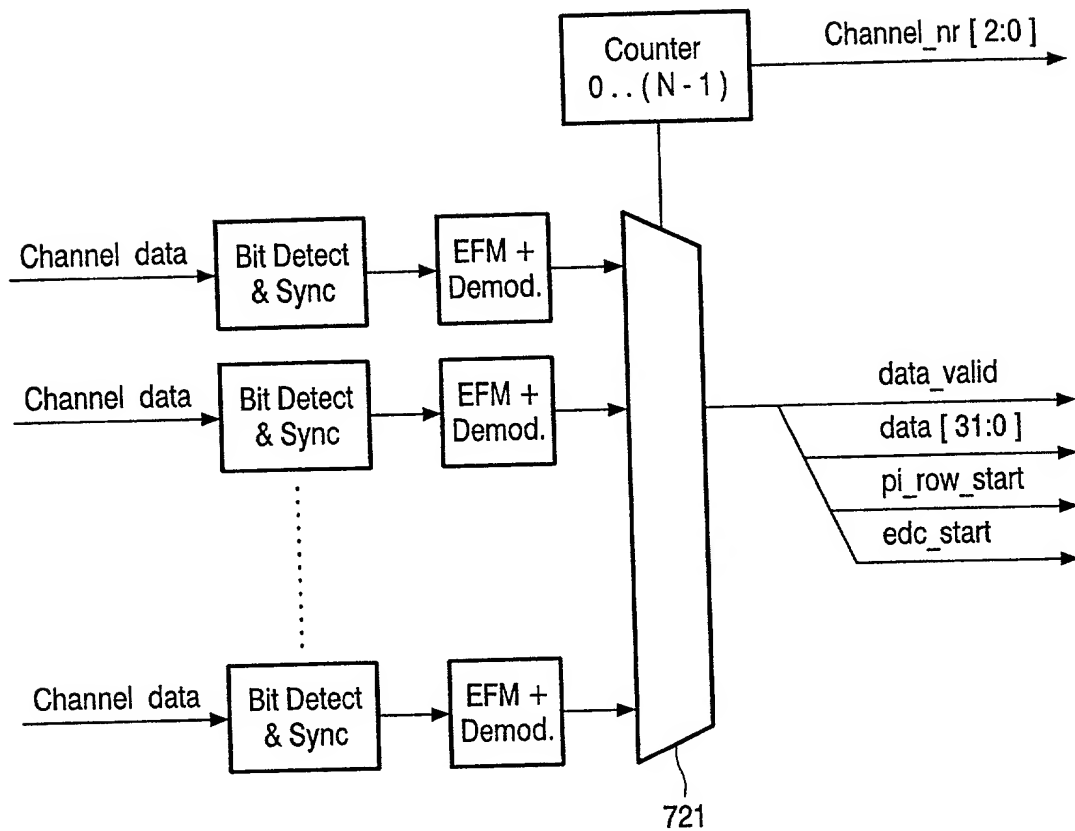 Counter
0 . . ( N - 1 )
Channel_nr [ 2:0 ]
Channel data
Bit Detect
& Sync
EFM +
Demod.
Channel data
Bit Detect
& Sync
EFM +
Demod.
data_valid
data [ 31:0 ]
pi_row_start
edc_start
Channel data
Bit Detect
& Sync
EFM +
Demod.
721